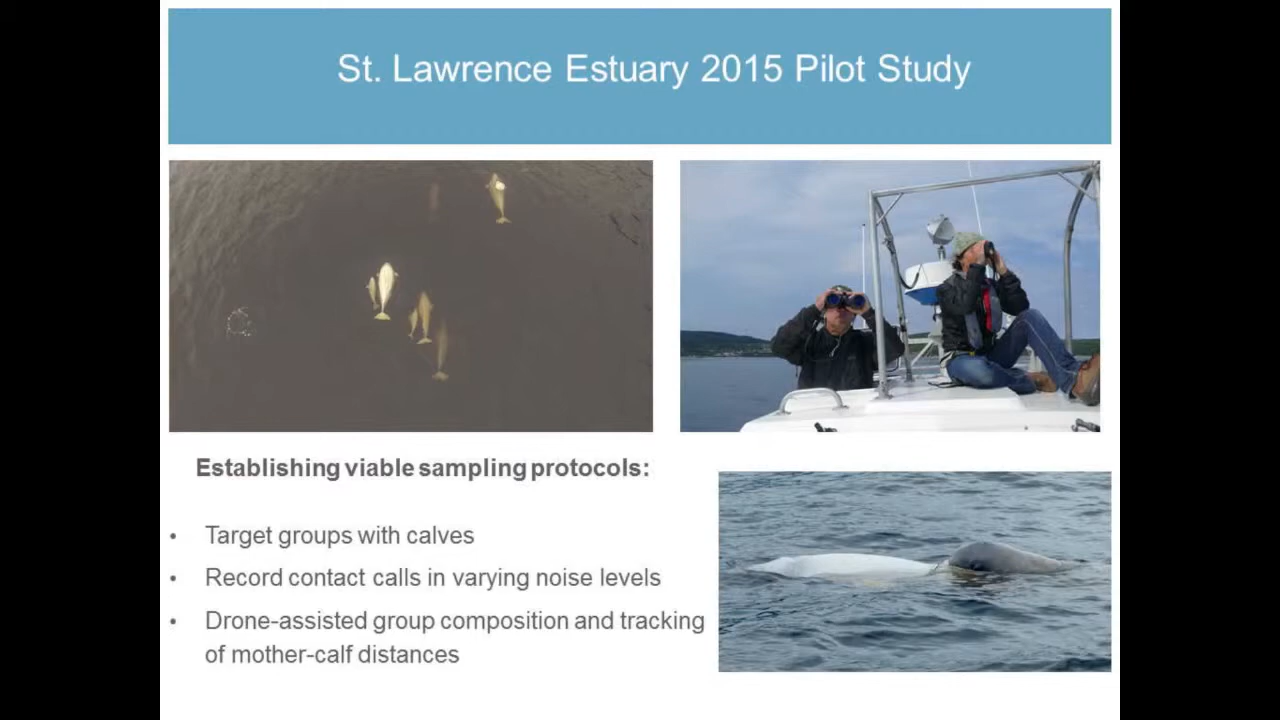 St. Lawrence Estuary 2015 Pilot Study
Establishing viable sampling protocols:
• Target groups with calves
• Record contact calls in varying noise levels
• Drone-assisted group composition and tracking
of mother-calf distances